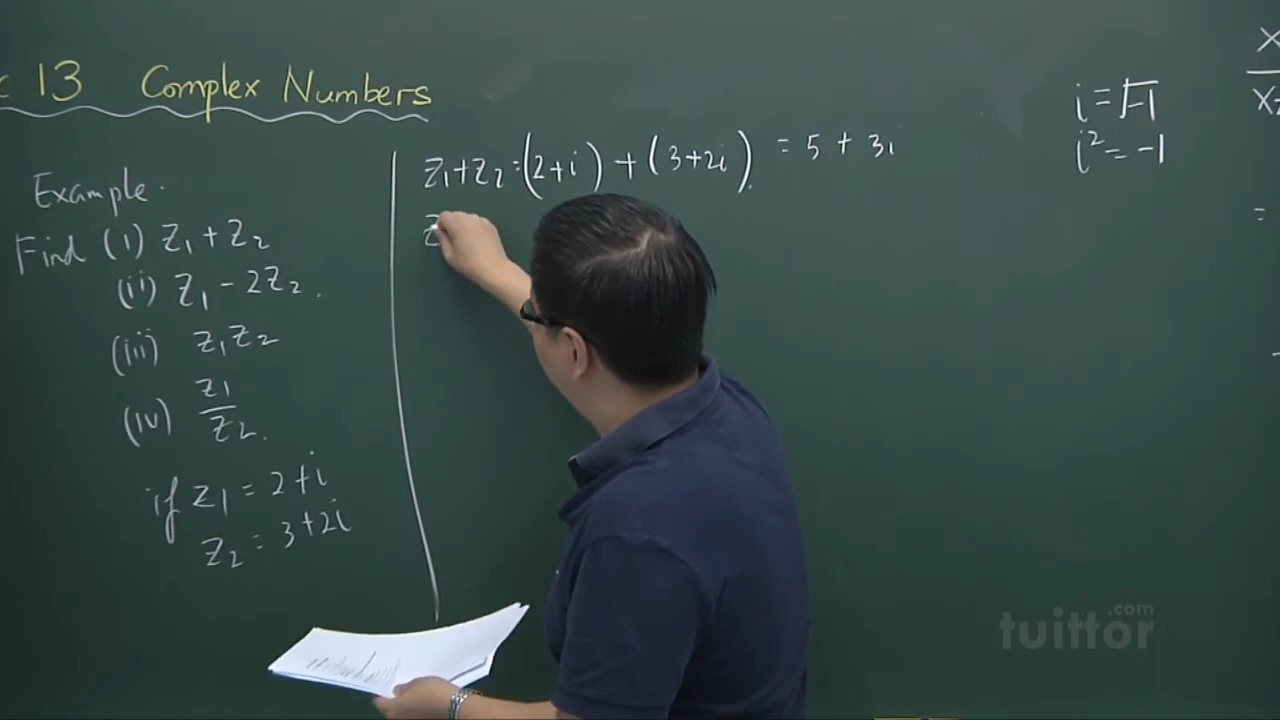 13 Complex Numbers
Example.
Find (i) Z₁ + Z₂
(ii) Z₁ - 2Z₂.
(iii) Z₁Z₂
(iv) Z₁/Z₂.
if Z₁ = 2+i
Z₂ = 3+2i
Z₁+Z₂ = (2+i) + (3+2i) = 5 + 3i
Z
i = √-1
i² = -1
X
X
=
tuittor.com